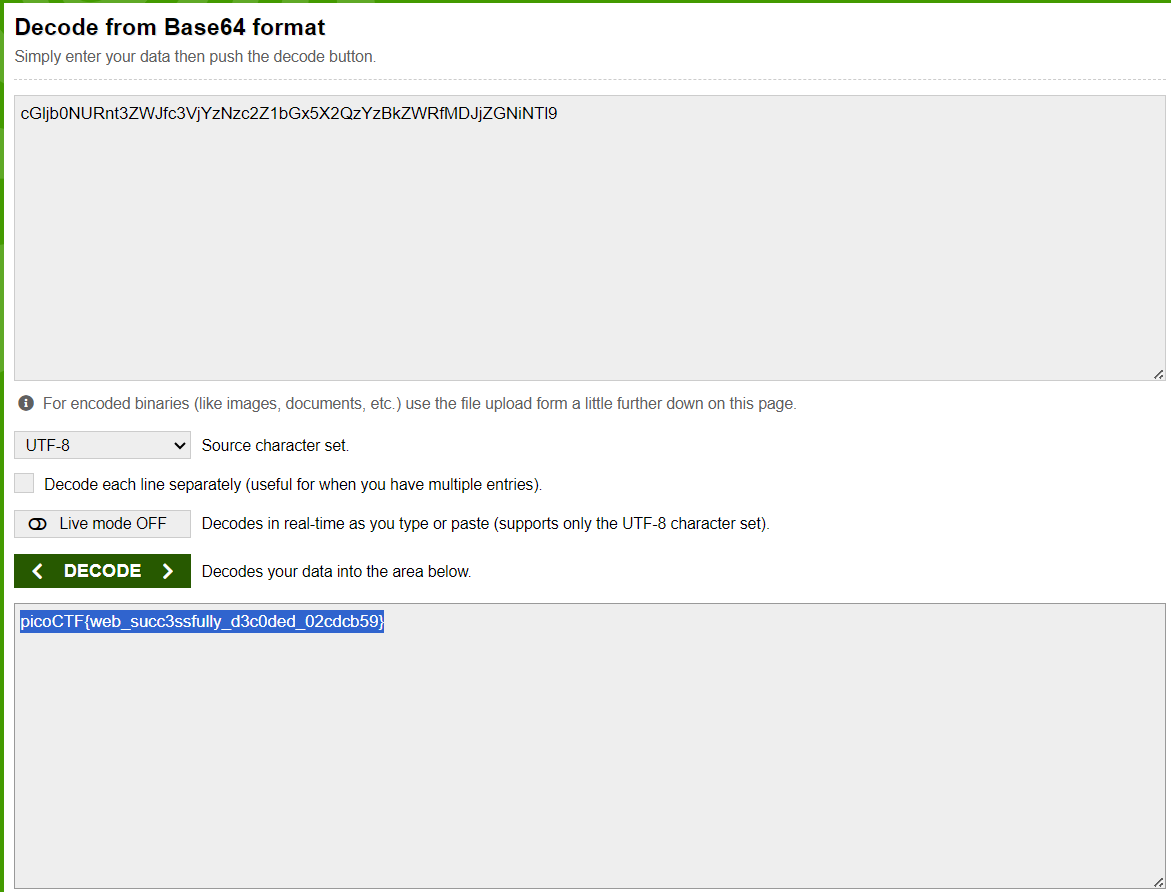 Decode from Base64 format
Simply enter your data then push the decode button.
cGljb0NURnt3ZWJfc3VjYzNzc2Z1bGx5X2QzYzBkZWRfMDJjZGNiNTl9
For encoded binaries (like images, documents, etc.) use the file upload form a little further down on this page.
UTF-8 Source character set.
Decode each line separately (useful for when you have multiple entries).
Live mode OFF Decodes in real-time as you type or paste (supports only the UTF-8 character set).
DECODE Decodes your data into the area below.
picoCTF{web_succ3ssfully_d3c0ded_02cdcb59}